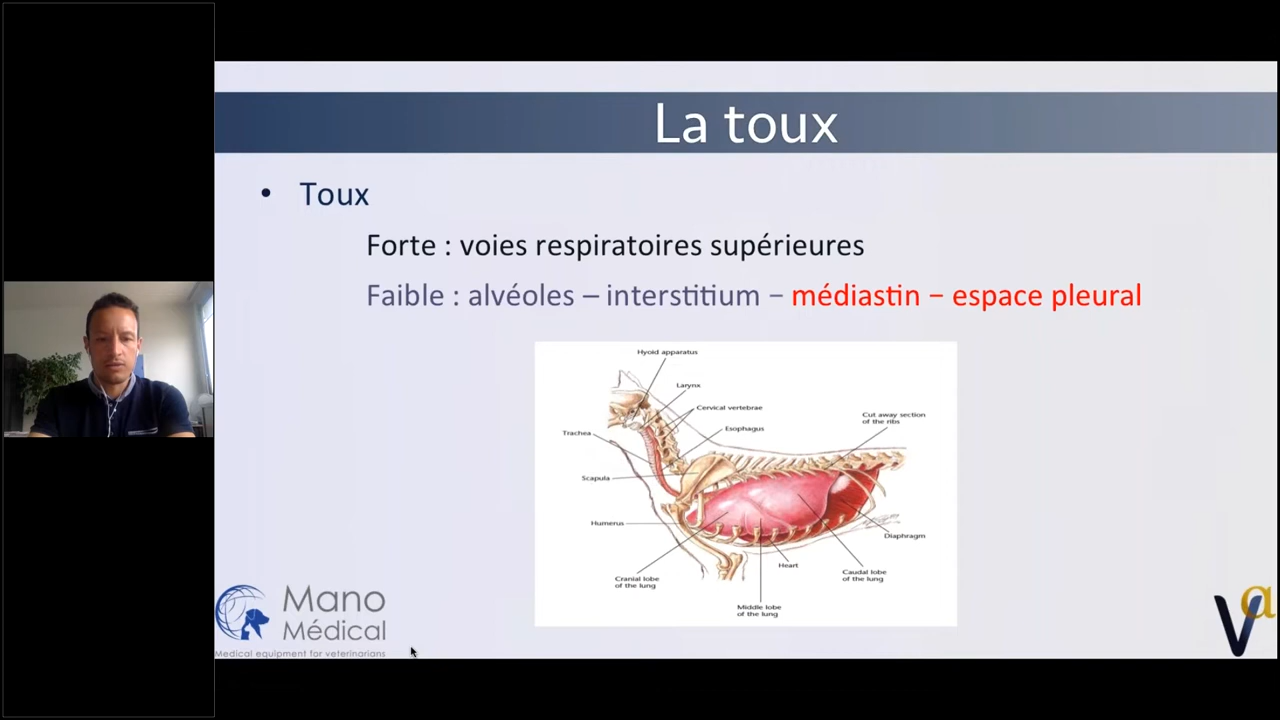 La toux
• Toux
Forte : voies respiratoires supérieures
Faible : alvéoles – interstitium – médiastin – espace pleural
Hyoid apparatus
Larynx
Cervical vertebrae
Cut away section
of the ribs
Esophagus
Trachea
Scapula
Humerus
Diaphragm
Heart
Cranial lobe
of the lung
Caudal lobe
of the lung
Middle lobe
of the lung
Mano
Médical
Medical equipment for veterinarians
V@